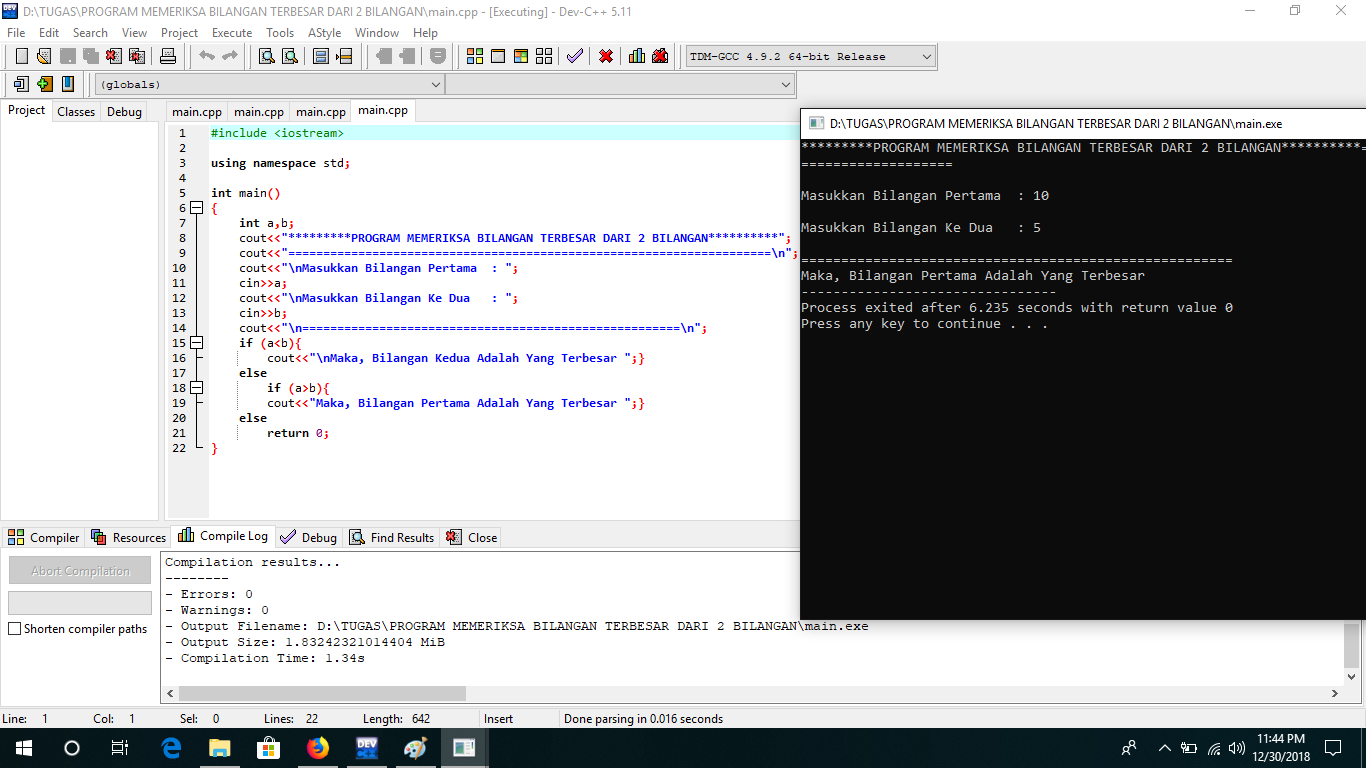 D:\TUGAS\PROGRAM MEMERIKSA BILANGAN TERBESAR DARI 2 BILANGAN\main.cpp - [Executing] - Dev-C++ 5.11
File Edit Search View Project Execute Tools AStyle Window Help
TDM-GCC 4.9.2 64-bit Release
(globals)
Project Classes Debug
main.cpp main.cpp main.cpp main.cpp
1 #include <iostream>
2
3 using namespace std;
4
5 int main()
6 {
7 int a,b;
8 cout<<"*********PROGRAM MEMERIKSA BILANGAN TERBESAR DARI 2 BILANGAN**********";
9 cout<<"=====================================================================\n";
10 cout<<"\nMasukkan Bilangan Pertama  : ";
11 cin>>a;
12 cout<<"\nMasukkan Bilangan Ke Dua   : ";
13 cin>>b;
14 cout<<"\n======================================================\n";
15 if (a<b){
16 cout<<"\nMaka, Bilangan Kedua Adalah Yang Terbesar ";}
17 else
18 if (a>b){
19 cout<<"Maka, Bilangan Pertama Adalah Yang Terbesar ";}
20 else
21 return 0;
22 }
D:\TUGAS\PROGRAM MEMERIKSA BILANGAN TERBESAR DARI 2 BILANGAN\main.exe
*********PROGRAM MEMERIKSA BILANGAN TERBESAR DARI 2 BILANGAN**********=
===================
Masukkan Bilangan Pertama  : 10
Masukkan Bilangan Ke Dua   : 5
======================================================
Maka, Bilangan Pertama Adalah Yang Terbesar
--------------------------------
Process exited after 6.235 seconds with return value 0
Press any key to continue . . .
Compiler Resources Compile Log Debug Find Results Close
Abort Compilation
Shorten compiler paths
Compilation results...
--------
- Errors: 0
- Warnings: 0
- Output Filename: D:\TUGAS\PROGRAM MEMERIKSA BILANGAN TERBESAR DARI 2 BILANGAN\main.exe
- Output Size: 1.83242321014404 MiB
- Compilation Time: 1.34s
Line: 1 Col: 1 Sel: 0 Lines: 22 Length: 642 Insert Done parsing in 0.016 seconds
DEV
11:44 PM
12/30/2018